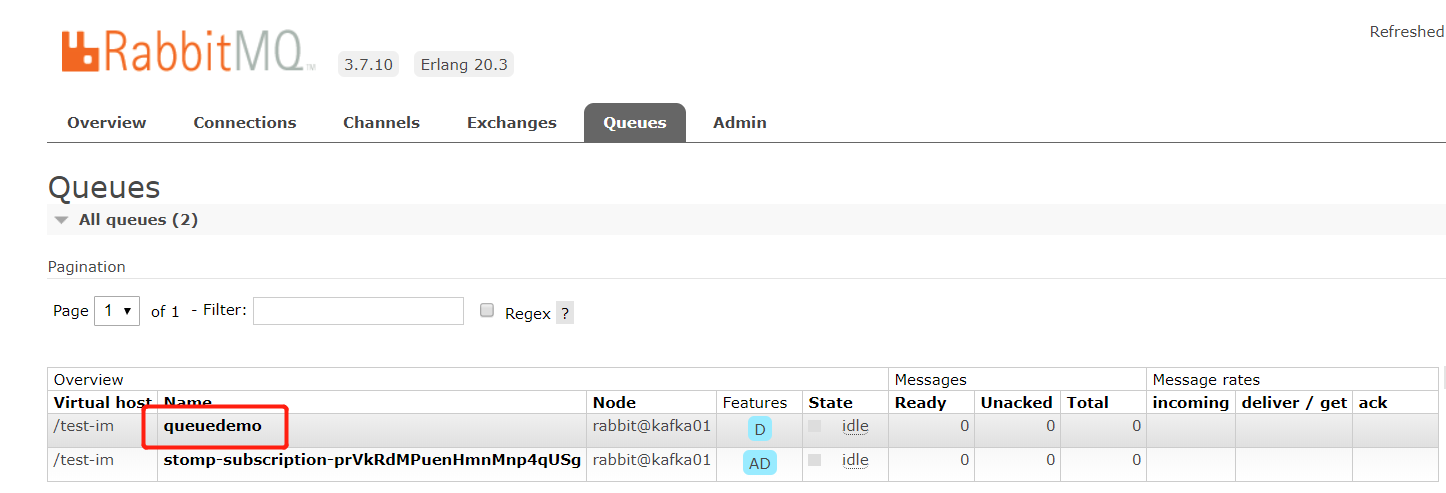 Refreshed
RabbitMQ TM 3.7.10 Erlang 20.3
Overview Connections Channels Exchanges Queues Admin
Queues
All queues (2)
Pagination
Page 1 of 1 - Filter: Regex ?
Overview Messages Message rates
Virtual host Name Node Features State Ready Unacked Total incoming deliver / get ack
/test-im queuedemo rabbit@kafka01 D idle 0 0 0
/test-im stomp-subscription-prVkRdMPuenHmnMnp4qUSg rabbit@kafka01 AD idle 0 0 0